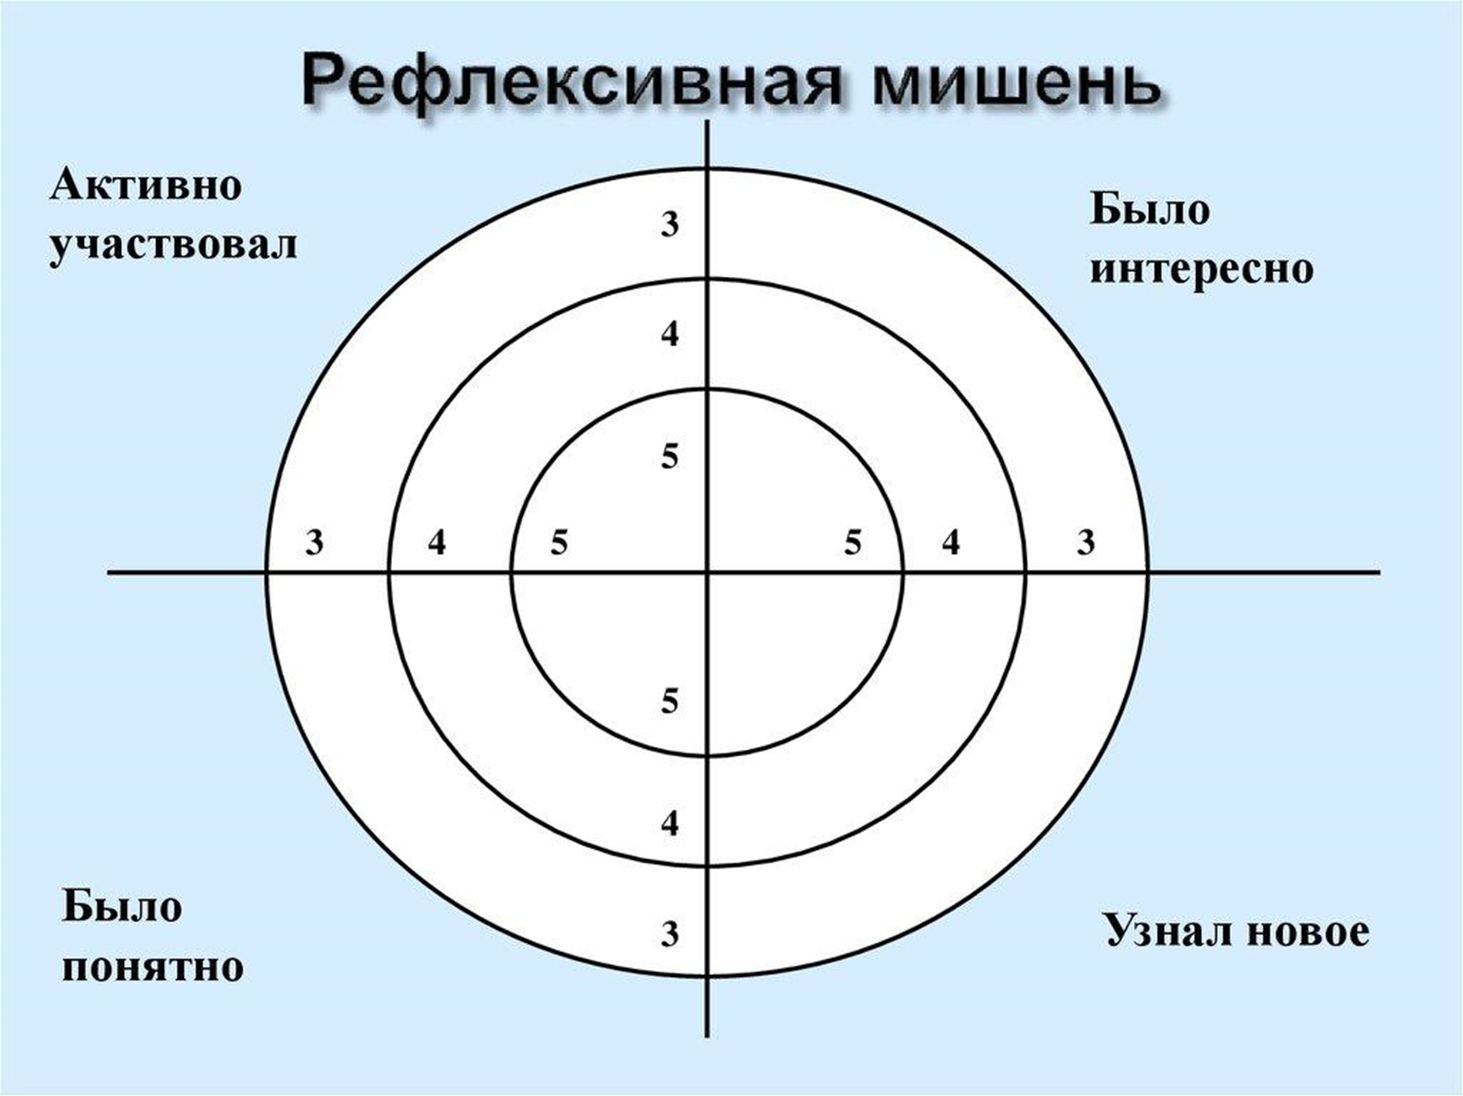 Рефлексивная мишень
Активно
участвовал
Было
интересно
3
4
5
3 4 5 5 4 3
5
4
3
Было
понятно
Узнал новое